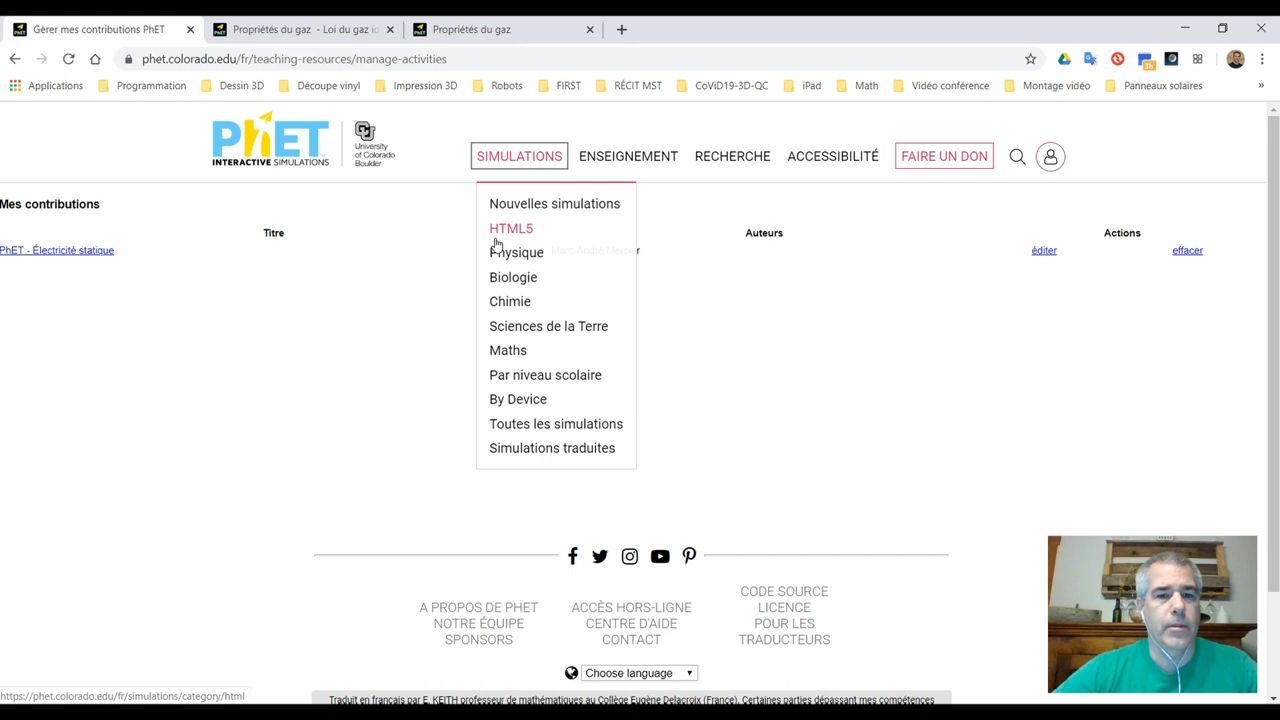 Gèrer mes contributions PhET
Propriétés du gaz - Loi du gaz id
Propriétés du gaz
phet.colorado.edu/fr/teaching-resources/manage-activities
Applications
Programmation
Dessin 3D
Découpe vinyl
Impression 3D
Robots
FIRST
RÉCIT MST
CoViD19-3D-QC
iPad
Math
Vidéo conférence
Montage vidéo
Panneaux solaires
PhET
INTERACTIVE SIMULATIONS
University
of Colorado
Boulder
SIMULATIONS
ENSEIGNEMENT
RECHERCHE
ACCESSIBILITÉ
FAIRE UN DON
Mes contributions
Titre
Auteurs
Actions
PhET - Électricité statique
Marc-André Mercier
éditer
effacer
Nouvelles simulations
HTML5
Physique
Biologie
Chimie
Sciences de la Terre
Maths
Par niveau scolaire
By Device
Toutes les simulations
Simulations traduites
A PROPOS DE PHET
NOTRE ÉQUIPE
SPONSORS
ACCÈS HORS-LIGNE
CENTRE D'AIDE
CONTACT
CODE SOURCE
LICENCE
POUR LES
TRADUCTEURS
Choose language
https://phet.colorado.edu/fr/simulations/category/html
Traduit en français par E. KEITH professeur de mathématiques au Collège Eugène Delacroix (France). Certaines parties dépassant mes compétences